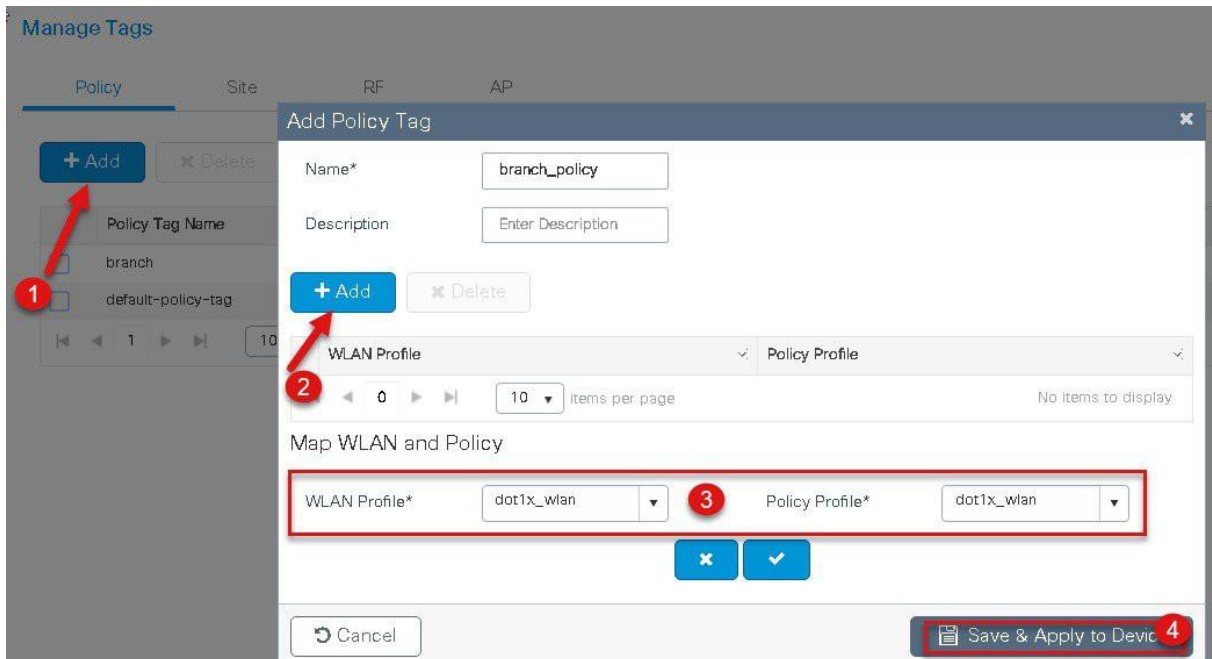 Manage Tags
Policy Site RF AP
Add Policy Tag
+ Add ✖ Delete
Name* branch_policy
Policy Tag Name
Description Enter Description
branch
1
default-policy-tag
+ Add ✖ Delete
1 10
WLAN Profile Policy Profile
2
0 10 items per page No items to display
Map WLAN and Policy
WLAN Profile* dot1x_wlan 3 Policy Profile* dot1x_wlan
Cancel Save & Apply to Devic 4